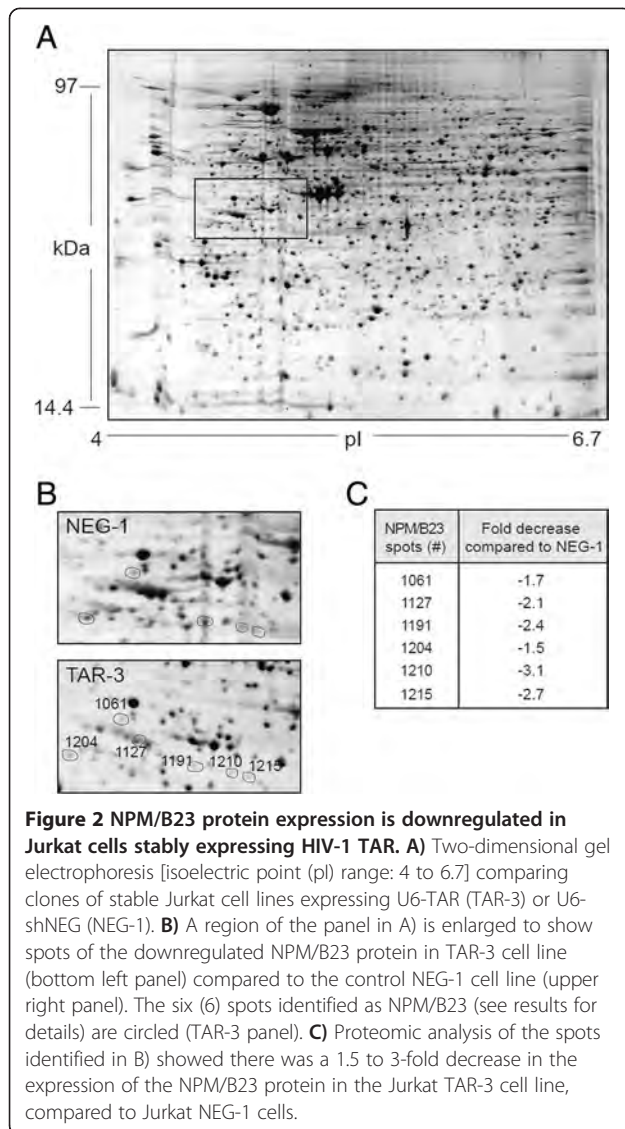 A
97
kDa
14.4
4 pI 6.7
B
NEG-1
TAR-3
1061
1204
1127
1191
1210
1215
C
NPM/B23 spots (#) Fold decrease compared to NEG-1
1061 -1.7
1127 -2.1
1191 -2.4
1204 -1.5
1210 -3.1
1215 -2.7
Figure 2 NPM/B23 protein expression is downregulated in
Jurkat cells stably expressing HIV-1 TAR. A) Two-dimensional gel
electrophoresis [isoelectric point (pI) range: 4 to 6.7] comparing
clones of stable Jurkat cell lines expressing U6-TAR (TAR-3) or U6-
shNEG (NEG-1). B) A region of the panel in A) is enlarged to show
spots of the downregulated NPM/B23 protein in TAR-3 cell line
(bottom left panel) compared to the control NEG-1 cell line (upper
right panel). The six (6) spots identified as NPM/B23 (see results for
details) are circled (TAR-3 panel). C) Proteomic analysis of the spots
identified in B) showed there was a 1.5 to 3-fold decrease in the
expression of the NPM/B23 protein in the Jurkat TAR-3 cell line,
compared to Jurkat NEG-1 cells.